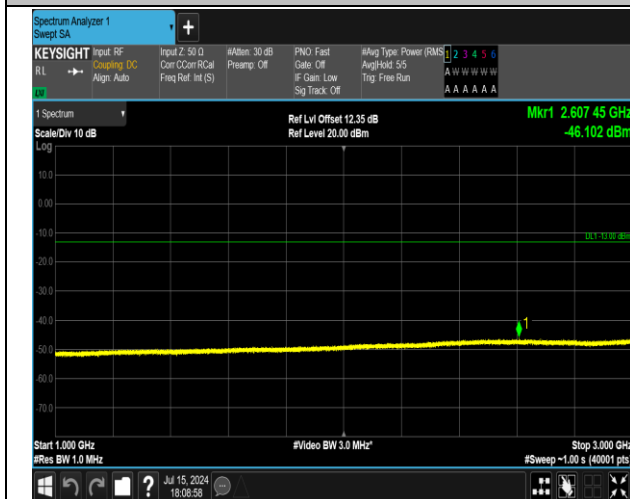 Spectrum Analyzer 1
Swept SA
+
KEYSIGHT Input: RF Input Z: 50 Ω #Atten: 30 dB PNO: Fast #Avg Type: Power (RMS 1 2 3 4 5 6
RL Coupling: DC Corr CCorr RCal Preamp: Off Gate: Off Avg|Hold: 5/5 A W W W W W
Align: Auto Freq Ref: Int (S) IF Gain: Low Trig: Free Run
Sig Track: Off A A A A A A
1 Spectrum Ref Lvl Offset 12.35 dB Mkr1 2.607 45 GHz
Scale/Div 10 dB Ref Level 20.00 dBm -46.102 dBm
Log
10.0
0.00
-10.0 DL1 -13.00 dBm
-20.0
-30.0
-40.0
1
-50.0
-60.0
-70.0
Start 1.000 GHz #Video BW 3.0 MHz* Stop 3.000 GHz
#Res BW 1.0 MHz #Sweep ~1.00 s (40001 pts)
? Jul 15, 2024
18:08:58